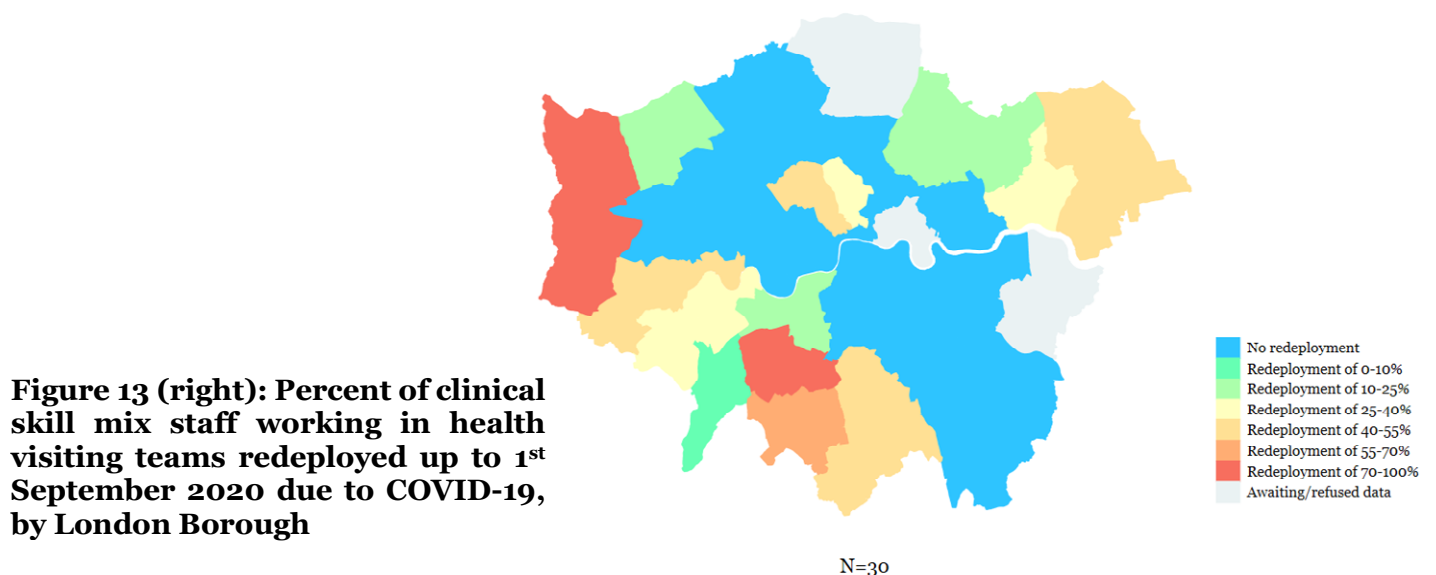 Figure 13 (right): Percent of clinical
skill mix staff working in health
visiting teams redeployed up to 1st
September 2020 due to COVID-19,
by London Borough
No redeployment
Redeployment of 0-10%
Redeployment of 10-25%
Redeployment of 25-40%
Redeployment of 40-55%
Redeployment of 55-70%
Redeployment of 70-100%
Awaiting/refused data
N=30